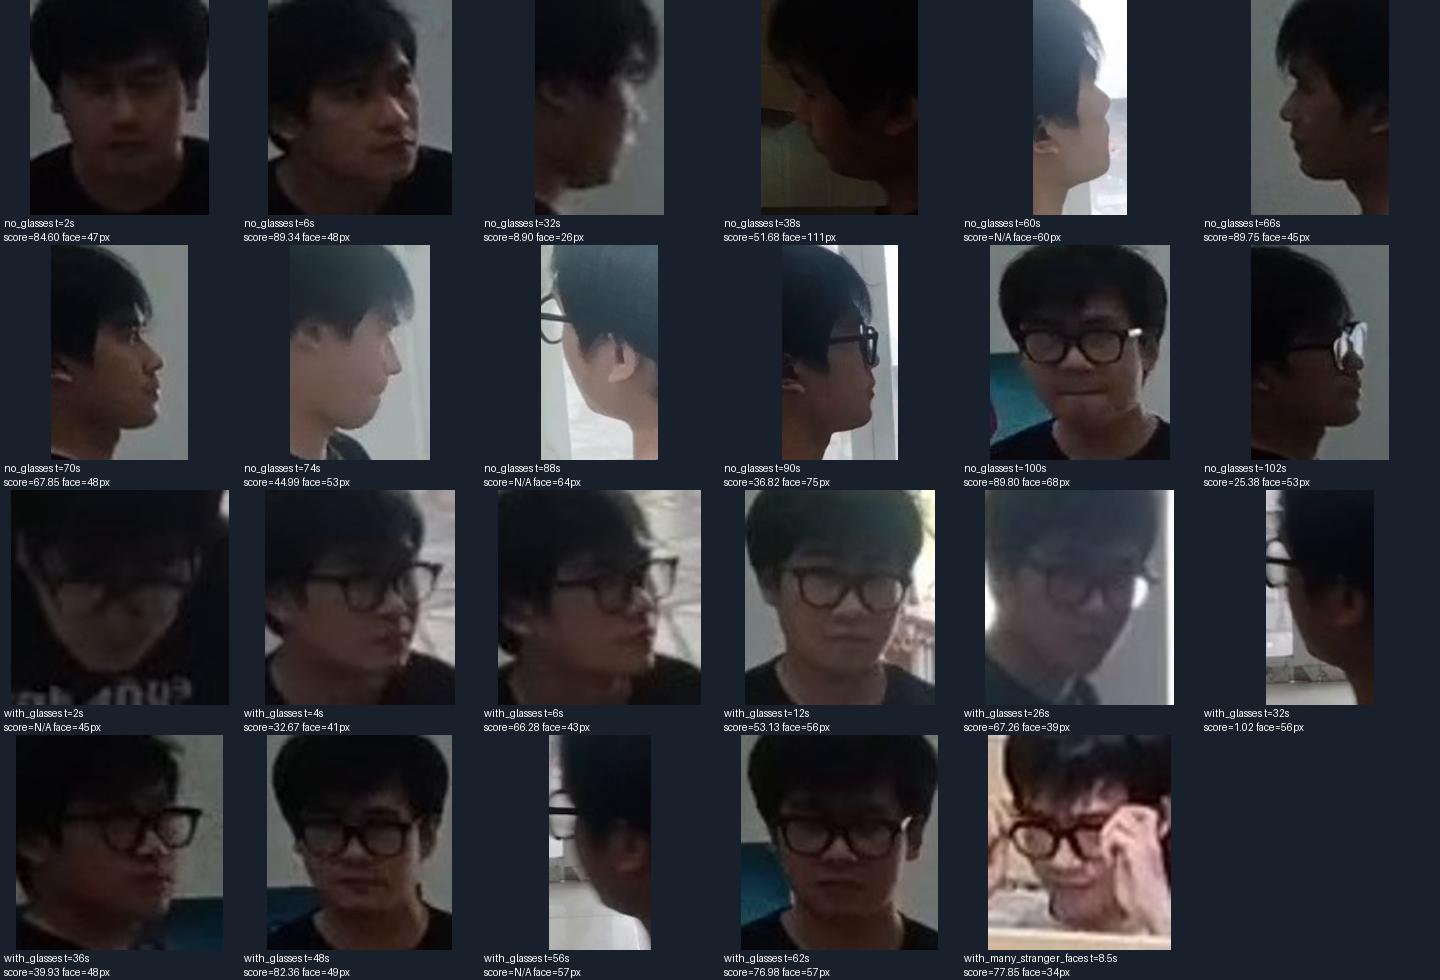 no_glasses t=2s
score=84.60 face=47px
no_glasses t=6s
score=89.34 face=48px
no_glasses t=32s
score=8.90 face=26px
no_glasses t=38s
score=51.68 face=111px
no_glasses t=60s
score=N/A face=60px
no_glasses t=66s
score=89.75 face=45px
no_glasses t=70s
score=67.85 face=48px
no_glasses t=74s
score=44.99 face=53px
no_glasses t=88s
score=N/A face=64px
no_glasses t=90s
score=36.82 face=75px
no_glasses t=100s
score=89.80 face=68px
no_glasses t=102s
score=25.38 face=53px
with_glasses t=2s
score=N/A face=45px
with_glasses t=4s
score=32.67 face=41px
with_glasses t=6s
score=66.28 face=43px
with_glasses t=12s
score=53.13 face=56px
with_glasses t=26s
score=67.26 face=39px
with_glasses t=32s
score=1.02 face=56px
with_glasses t=36s
score=39.93 face=48px
with_glasses t=48s
score=82.36 face=49px
with_glasses t=56s
score=N/A face=57px
with_glasses t=62s
score=76.98 face=57px
with_many_stranger_faces t=8.5s
score=77.85 face=34px